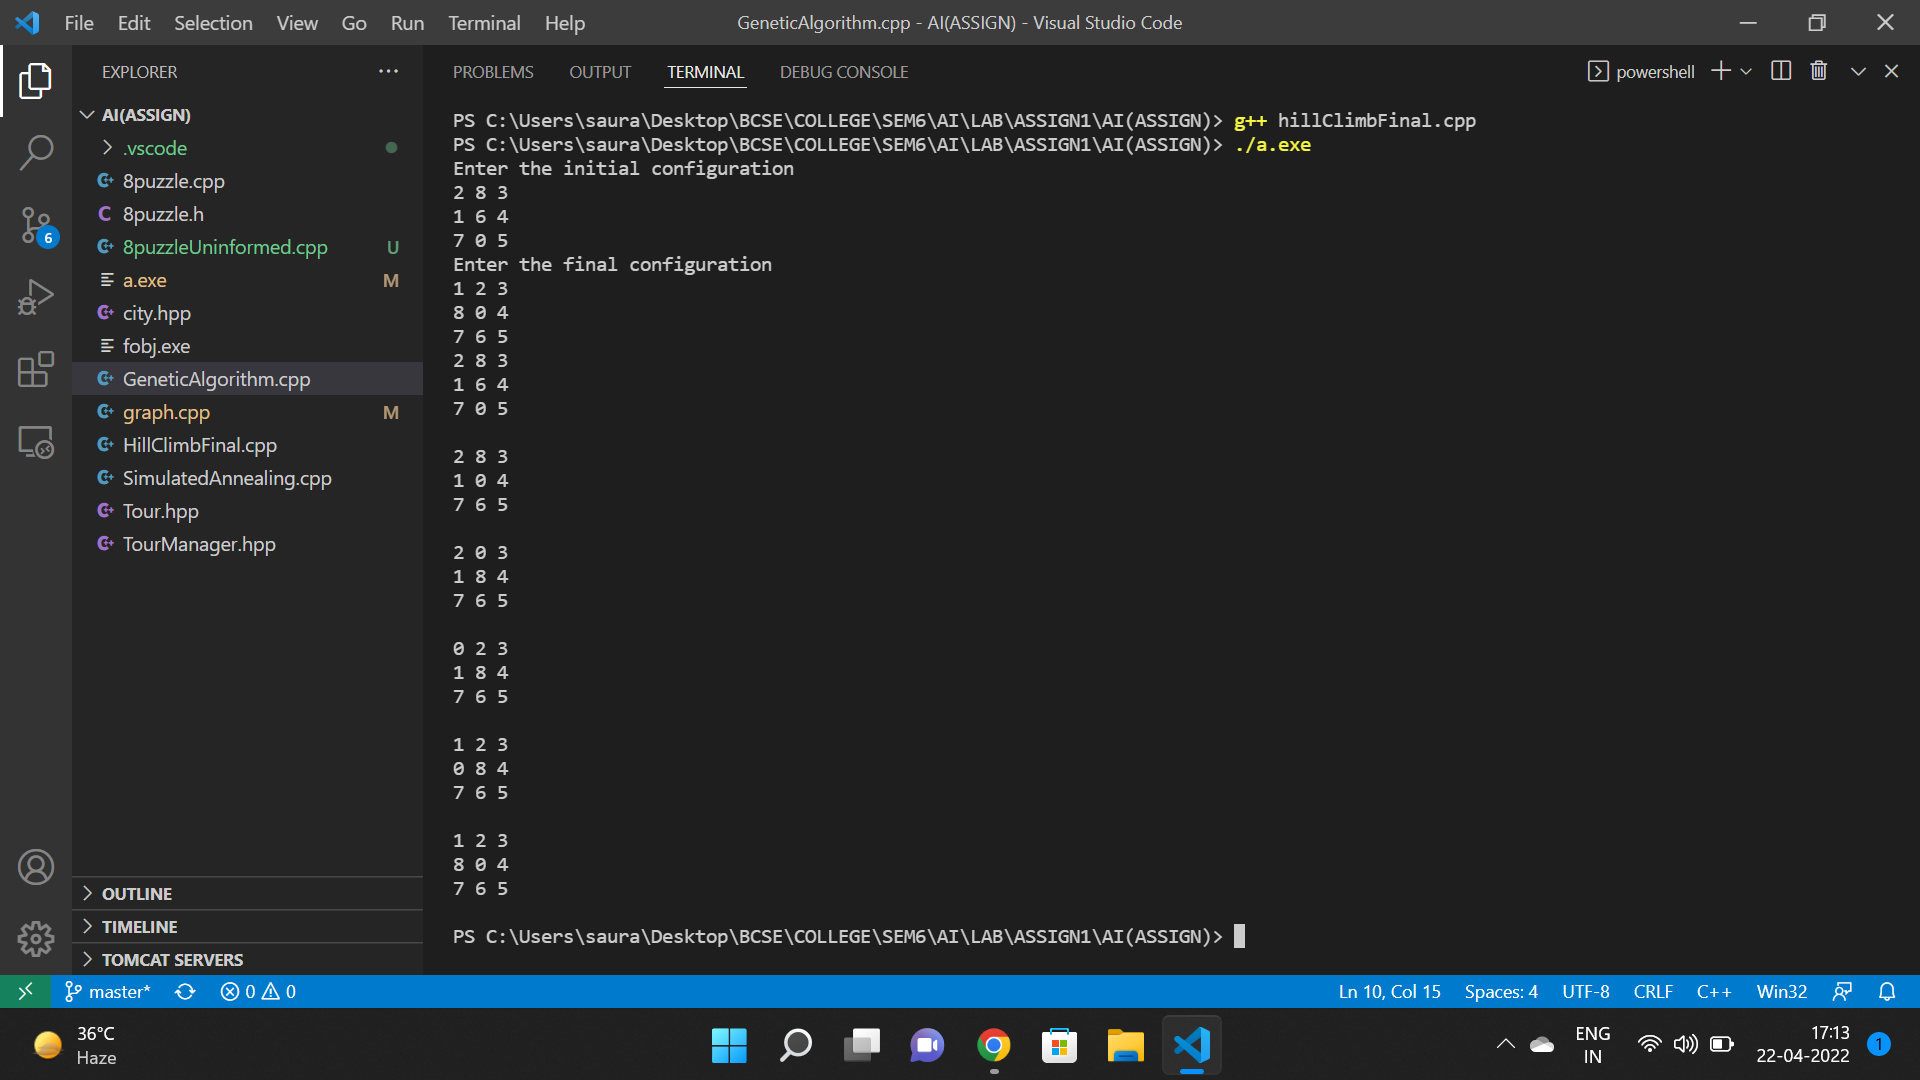 File Edit Selection View Go Run Terminal Help
GeneticAlgorithm.cpp - AI(ASSIGN) - Visual Studio Code
EXPLORER
AI(ASSIGN)
.vscode
8puzzle.cpp
8puzzle.h
8puzzleUninformed.cpp U
a.exe M
city.hpp
fobj.exe
GeneticAlgorithm.cpp
graph.cpp M
HillClimbFinal.cpp
SimulatedAnnealing.cpp
Tour.hpp
TourManager.hpp
OUTLINE
TIMELINE
TOMCAT SERVERS
6
PROBLEMS OUTPUT TERMINAL DEBUG CONSOLE
powershell
PS C:\Users\saura\Desktop\BCSE\COLLEGE\SEM6\AI\LAB\ASSIGN1\AI(ASSIGN)> g++ hillClimbFinal.cpp
PS C:\Users\saura\Desktop\BCSE\COLLEGE\SEM6\AI\LAB\ASSIGN1\AI(ASSIGN)> ./a.exe
Enter the initial configuration
2 8 3
1 6 4
7 0 5
Enter the final configuration
1 2 3
8 0 4
7 6 5
2 8 3
1 6 4
7 0 5
2 8 3
1 0 4
7 6 5
2 0 3
1 8 4
7 6 5
0 2 3
1 8 4
7 6 5
1 2 3
0 8 4
7 6 5
1 2 3
8 0 4
7 6 5
PS C:\Users\saura\Desktop\BCSE\COLLEGE\SEM6\AI\LAB\ASSIGN1\AI(ASSIGN)>
master* 0 0
Ln 10, Col 15 Spaces: 4 UTF-8 CRLF C++ Win32
36°C
Haze
ENG
IN
17:13
22-04-2022
1